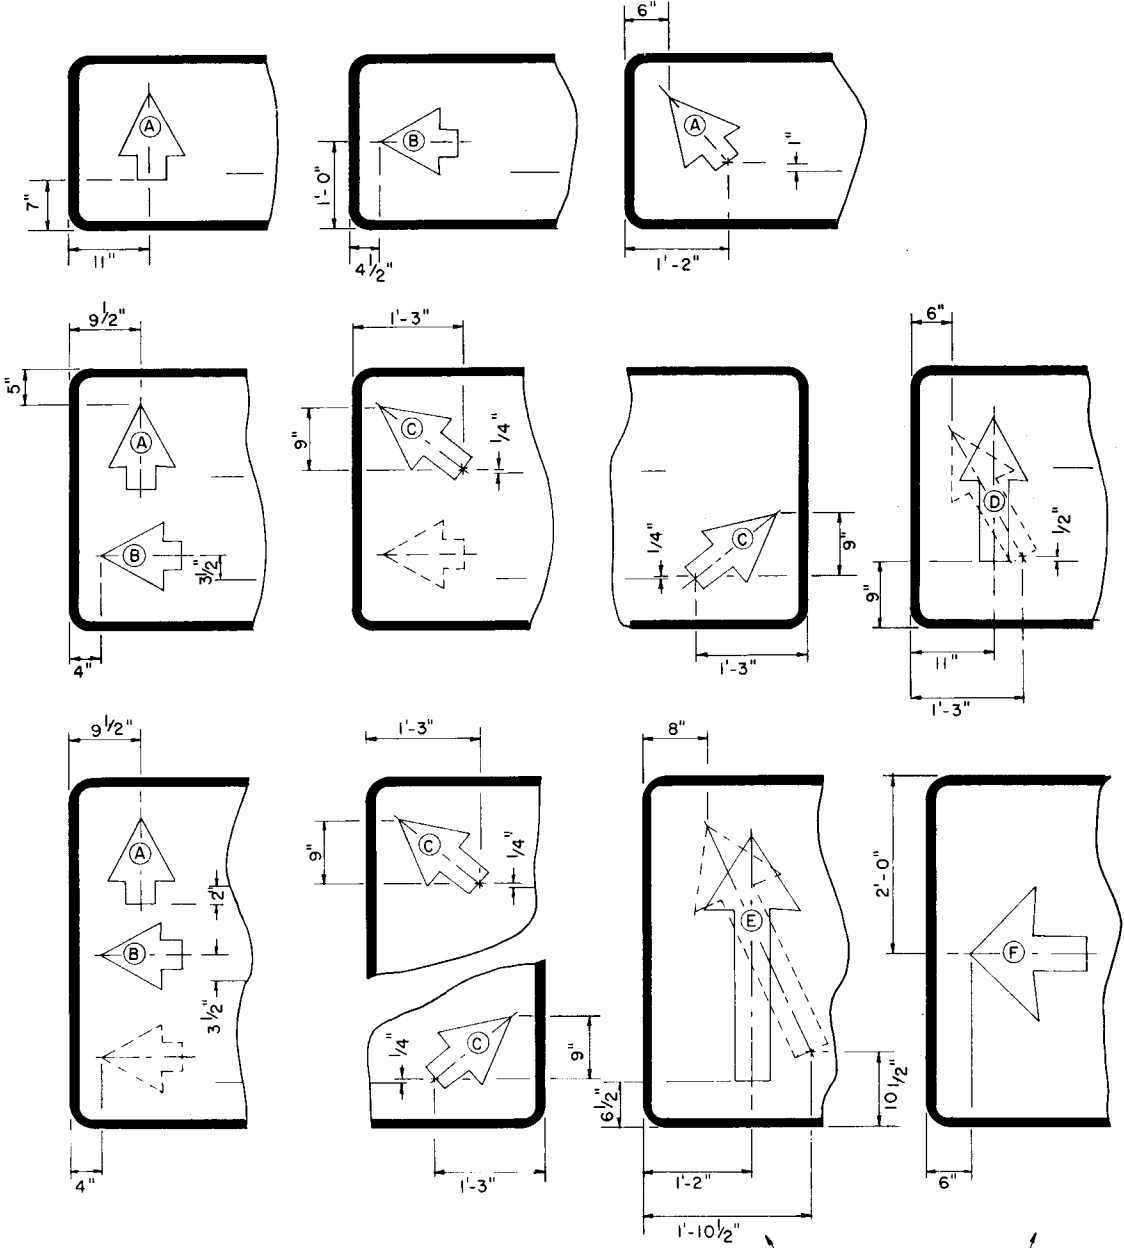 6"
A
B
A
1"
7"
1'-0"
11"
4 1/2"
1'-2"
9 1/2"
1'-3"
6"
5"
A
C
9"
1/4"
B
3 1/2"
C
1/4"
9"
D
1/2"
9"
4"
1'-3"
11"
1'-3"
9 1/2"
1'-3"
8"
A
C
9"
1/4"
2'-0"
2"
B
E
F
3 1/2"
C
1/4"
9"
6 1/2"
10 1/2"
4"
1'-3"
1'-2"
6"
1'-10 1/2"